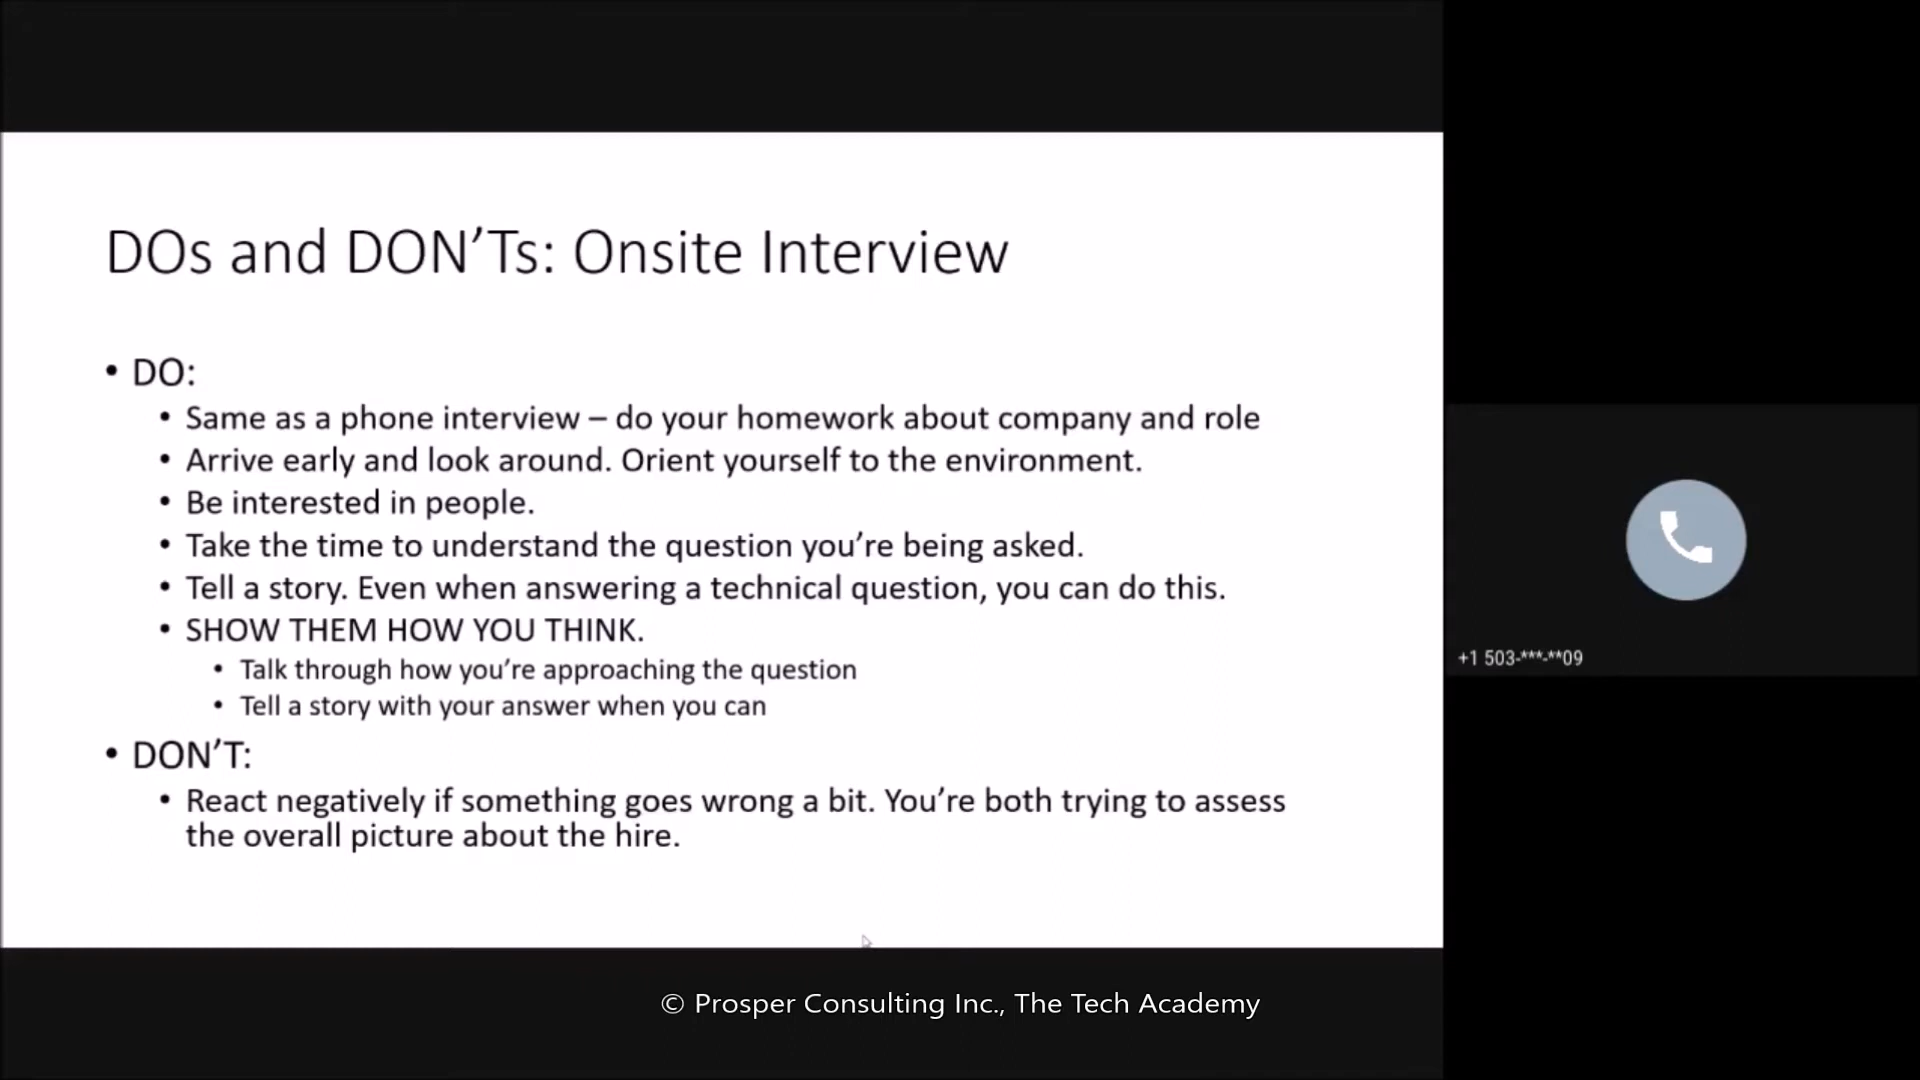 DOs and DON’Ts: Onsite Interview
• DO:
• Same as a phone interview – do your homework about company and role
• Arrive early and look around. Orient yourself to the environment.
• Be interested in people.
• Take the time to understand the question you’re being asked.
• Tell a story. Even when answering a technical question, you can do this.
• SHOW THEM HOW YOU THINK.
• Talk through how you’re approaching the question
• Tell a story with your answer when you can
• DON’T:
• React negatively if something goes wrong a bit. You’re both trying to assess
the overall picture about the hire.
+1 503-***-**09
© Prosper Consulting Inc., The Tech Academy